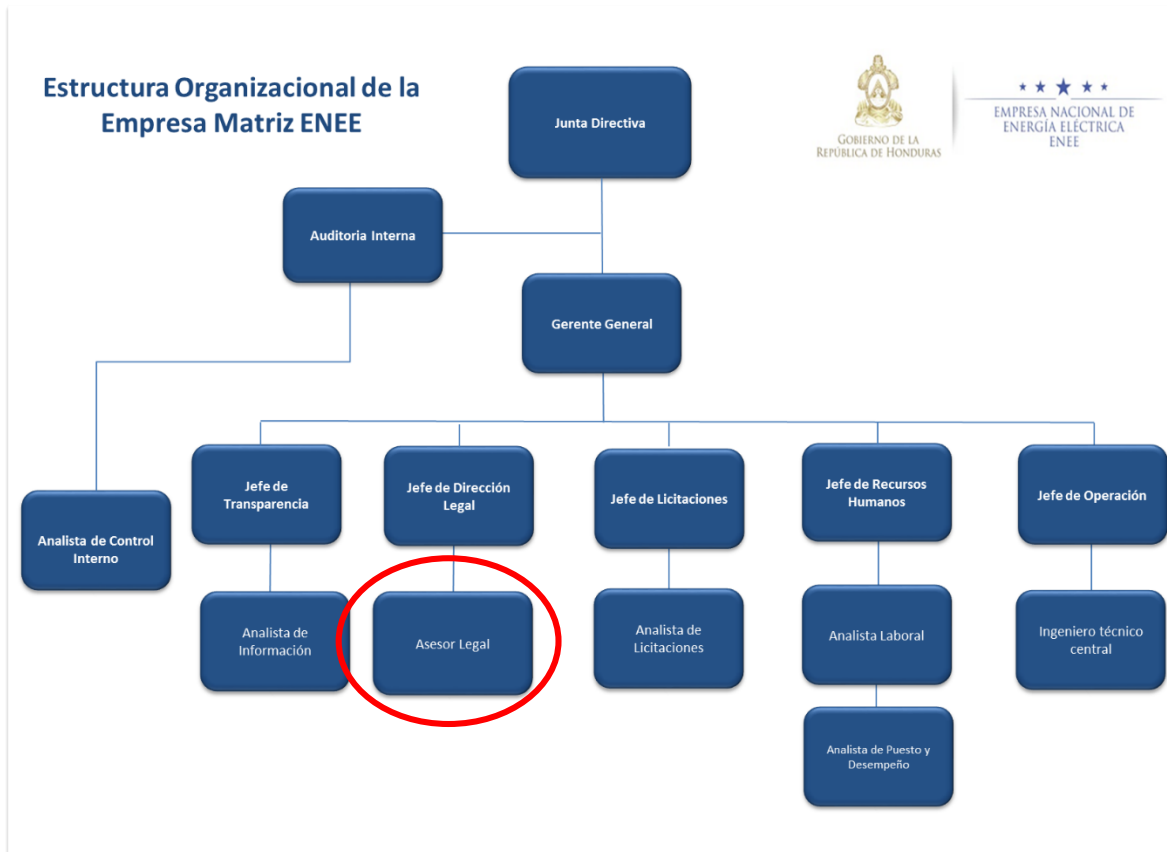 Estructura Organizacional de la
Empresa Matriz ENEE
Junta Directiva
GOBIERNO DE LA
REPÚBLICA DE HONDURAS
EMPRESA NACIONAL DE
ENERGÍA ELÉCTRICA
ENEE
Auditoria Interna
Gerente General
Analista de Control
Interno
Jefe de
Transparencia
Jefe de Dirección
Legal
Jefe de Licitaciones
Jefe de Recursos
Humanos
Jefe de Operación
Analista de
Información
Asesor Legal
Analista de
Licitaciones
Analista Laboral
Ingeniero técnico
central
Analista de Puesto y
Desempeño